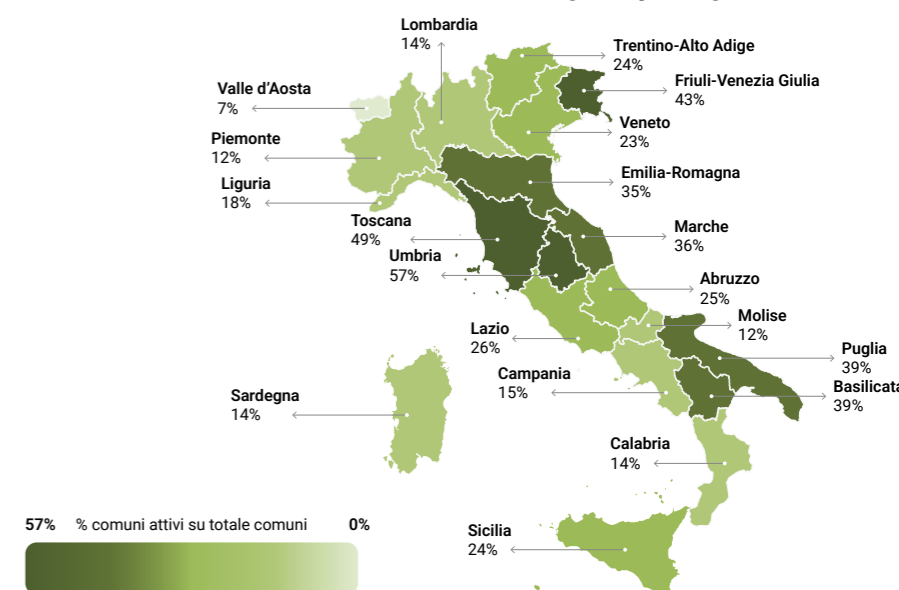 Lombardia
14%
Trentino-Alto Adige
24%
Friuli-Venezia Giulia
43%
Valle d’Aosta
7%
Veneto
23%
Piemonte
12%
Emilia-Romagna
35%
Liguria
18%
Toscana
49%
Marche
36%
Umbria
57%
Abruzzo
25%
Molise
12%
Lazio
26%
Puglia
39%
Campania
15%
Basilicata
39%
Sardegna
14%
Calabria
14%
57% % comuni attivi su totale comuni 0%
Sicilia
24%